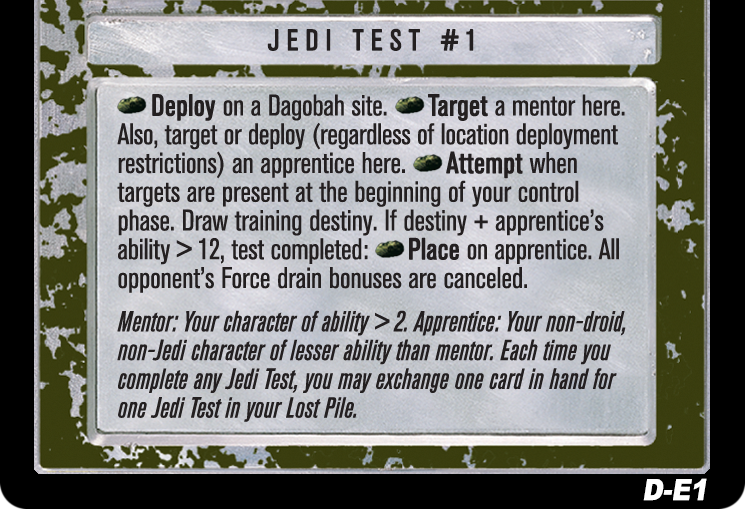 JEDI TEST #1
Deploy on a Dagobah site. Target a mentor here.
Also, target or deploy (regardless of location deployment
restrictions) an apprentice here. Attempt when
targets are present at the beginning of your control
phase. Draw training destiny. If destiny + apprentice's
ability > 12, test completed: Place on apprentice. All
opponent's Force drain bonuses are canceled.
Mentor: Your character of ability > 2. Apprentice: Your non-droid,
non-Jedi character of lesser ability than mentor. Each time you
complete any Jedi Test, you may exchange one card in hand for
one Jedi Test in your Lost Pile.
D-E1